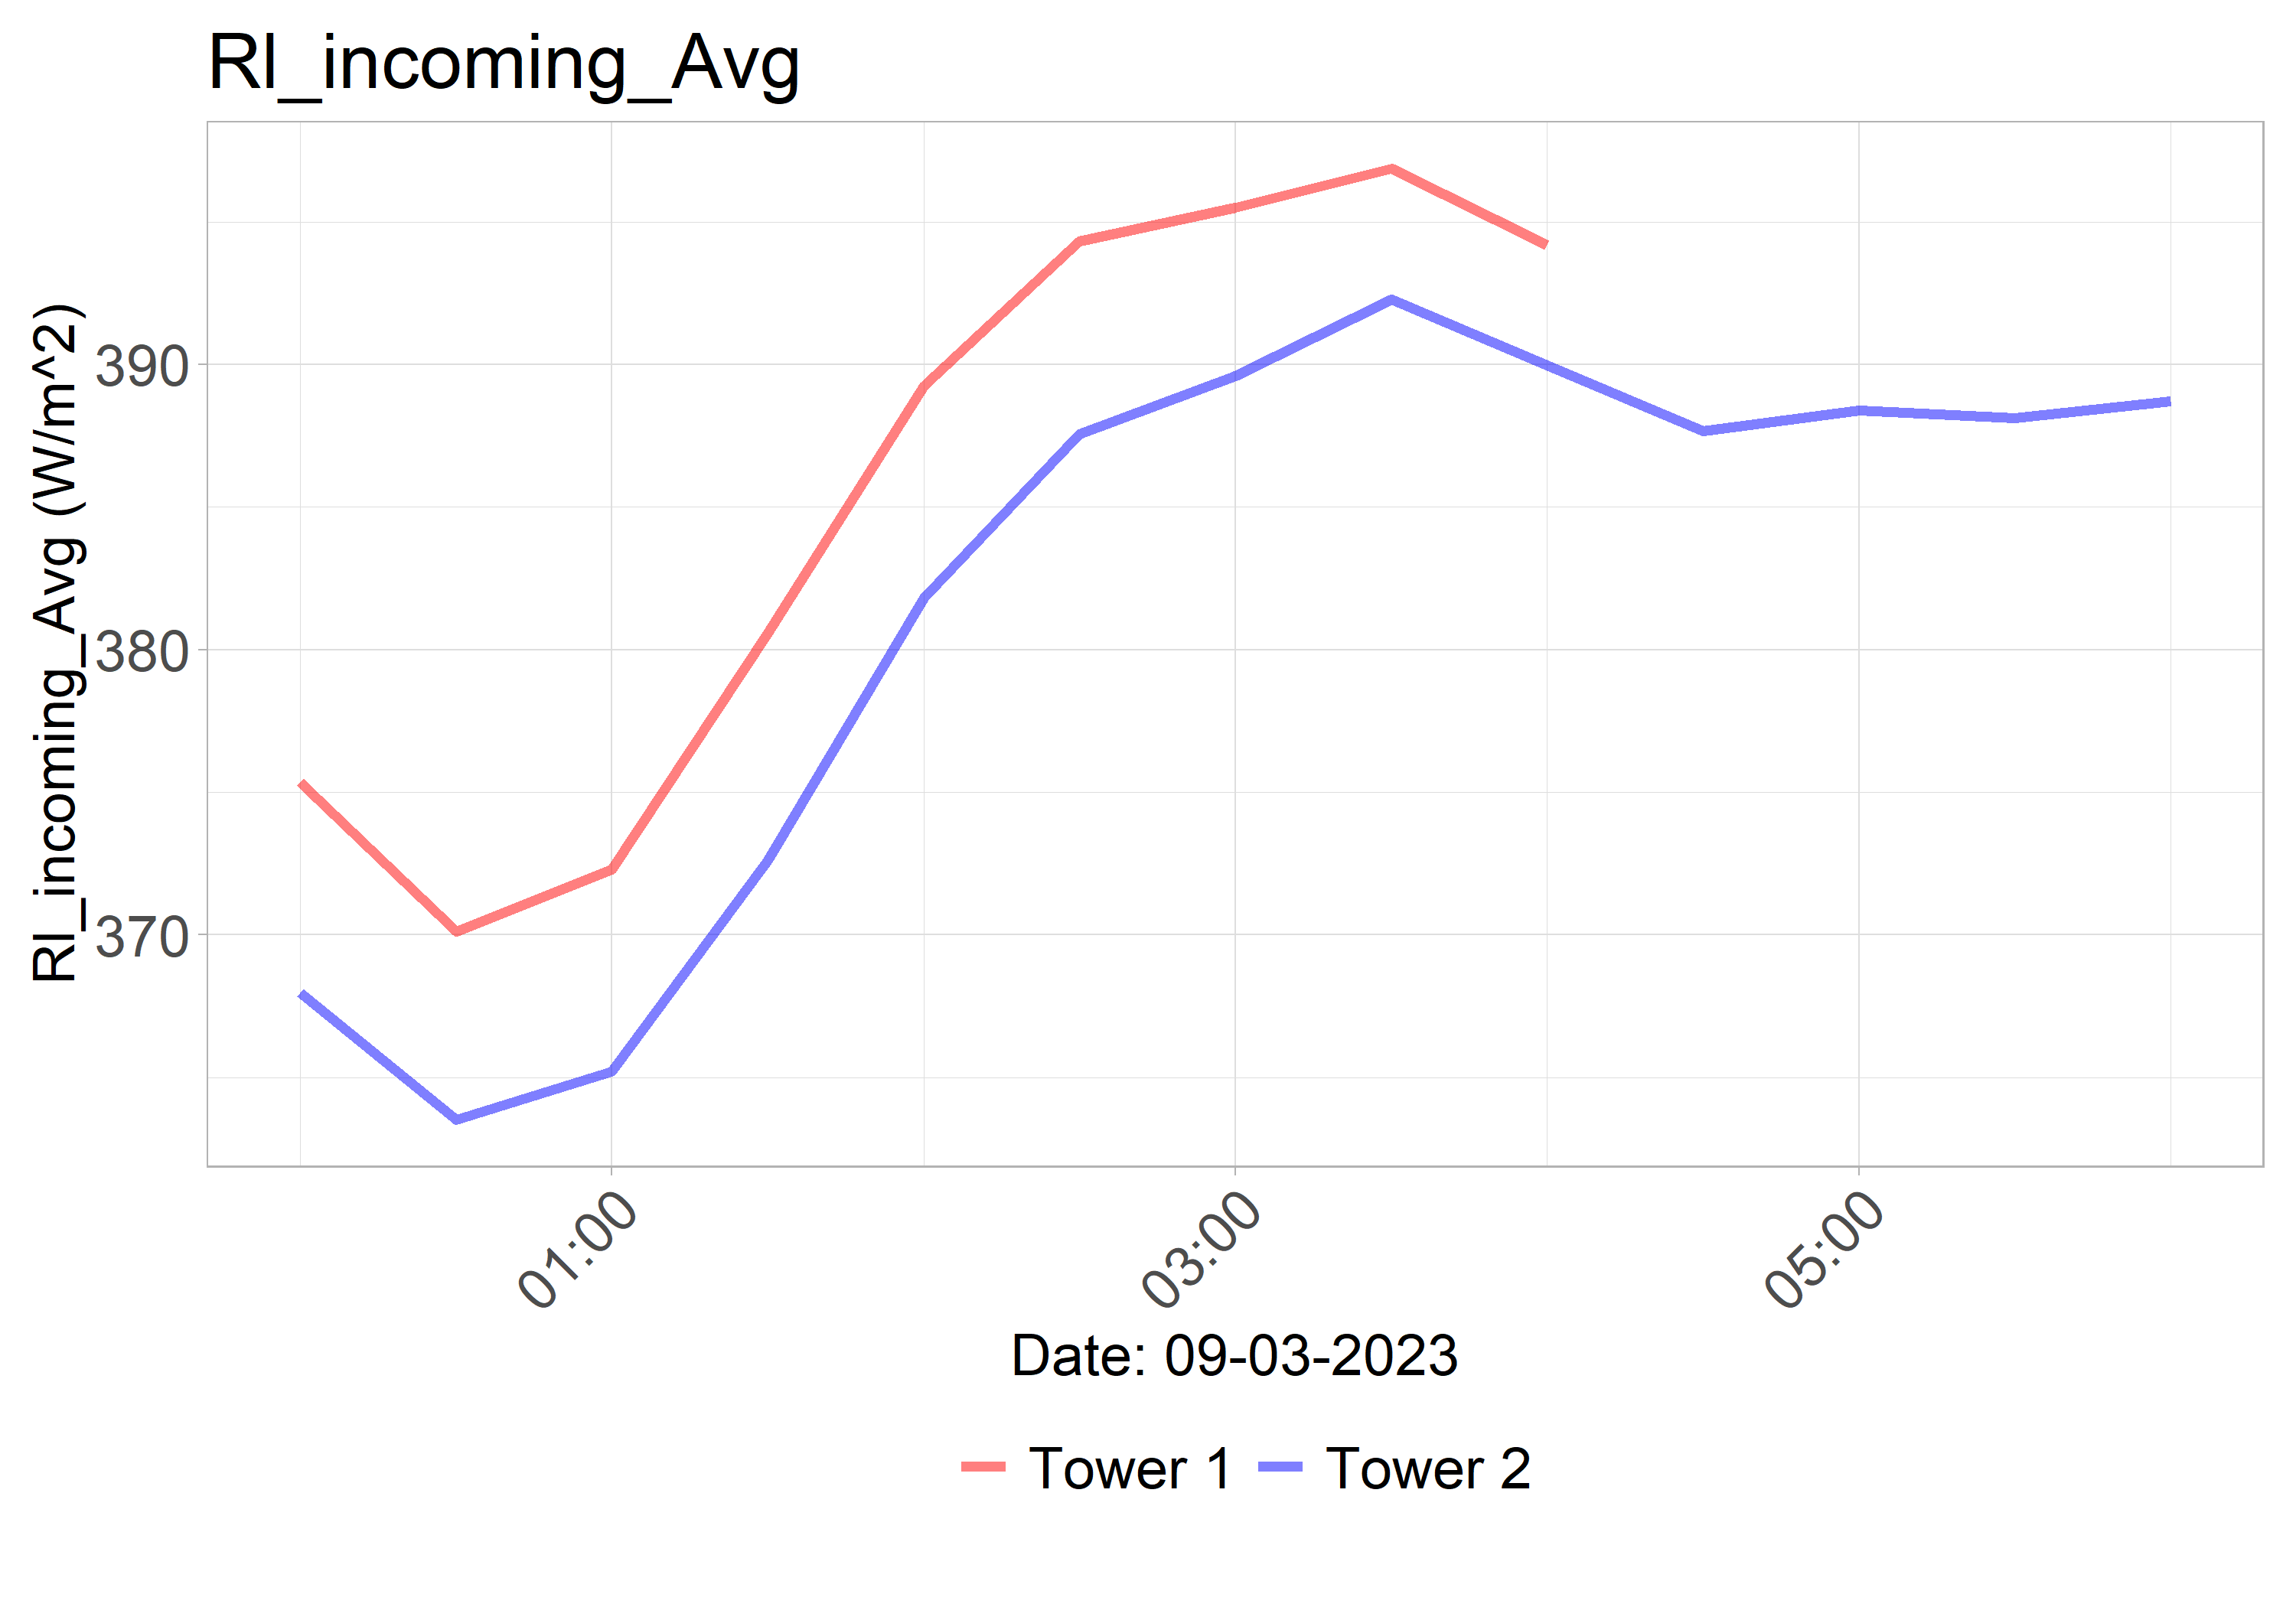 Rl_incoming_Avg
Rl_incoming_Avg (W/m^2)
390
380
370
01:00
03:00
05:00
Date: 09-03-2023
Tower 1
Tower 2